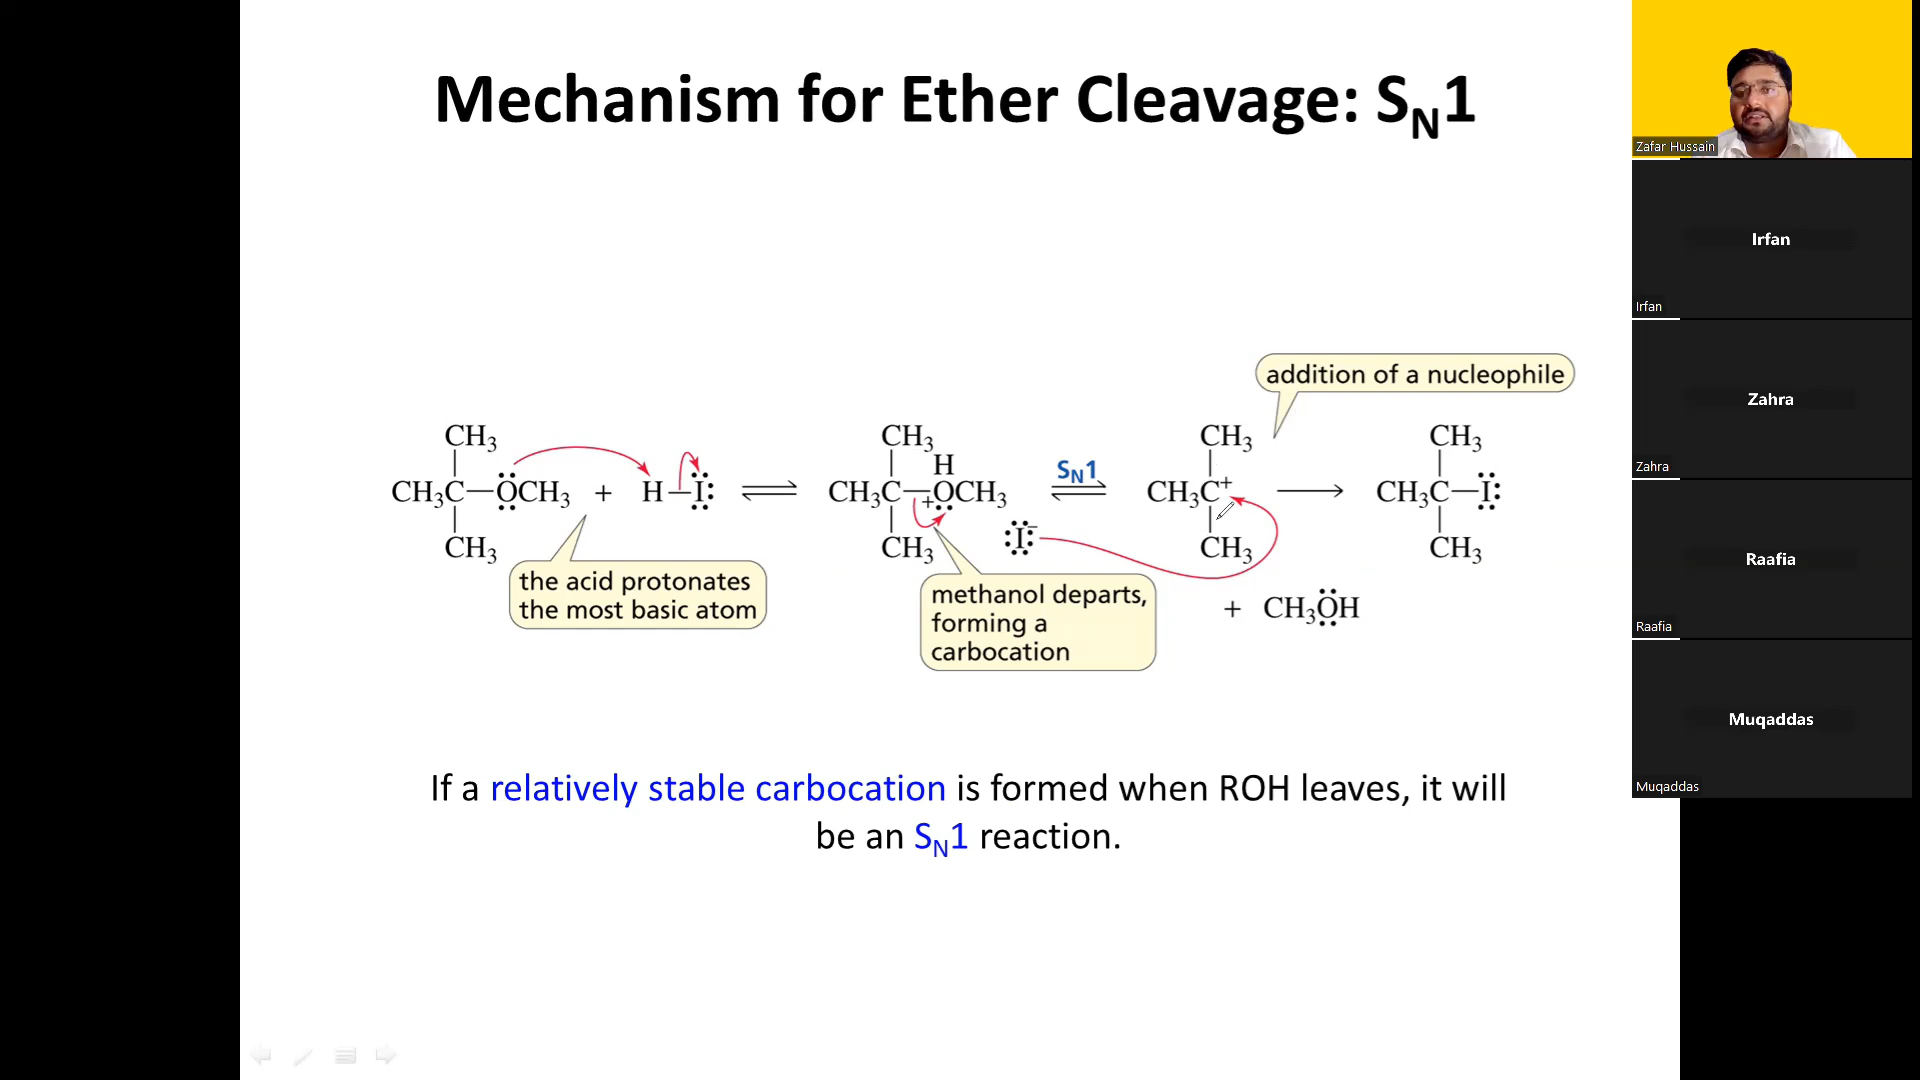 Mechanism for Ether Cleavage: SN1
addition of a nucleophile
CH3 CH3 CH3 CH3
H
SN1
CH3C—OCH3 + H—I: ⇌ CH3C—OCH3 ⇌ CH3C+ → CH3C—I:
+
I−
CH3 CH3 CH3 CH3
the acid protonates
the most basic atom
methanol departs,
forming a
carbocation
+ CH3OH
If a relatively stable carbocation is formed when ROH leaves, it will
be an SN1 reaction.
Zafar Hussain
Irfan
Irfan
Zahra
Zahra
Raafia
Raafia
Muqaddas
Muqaddas